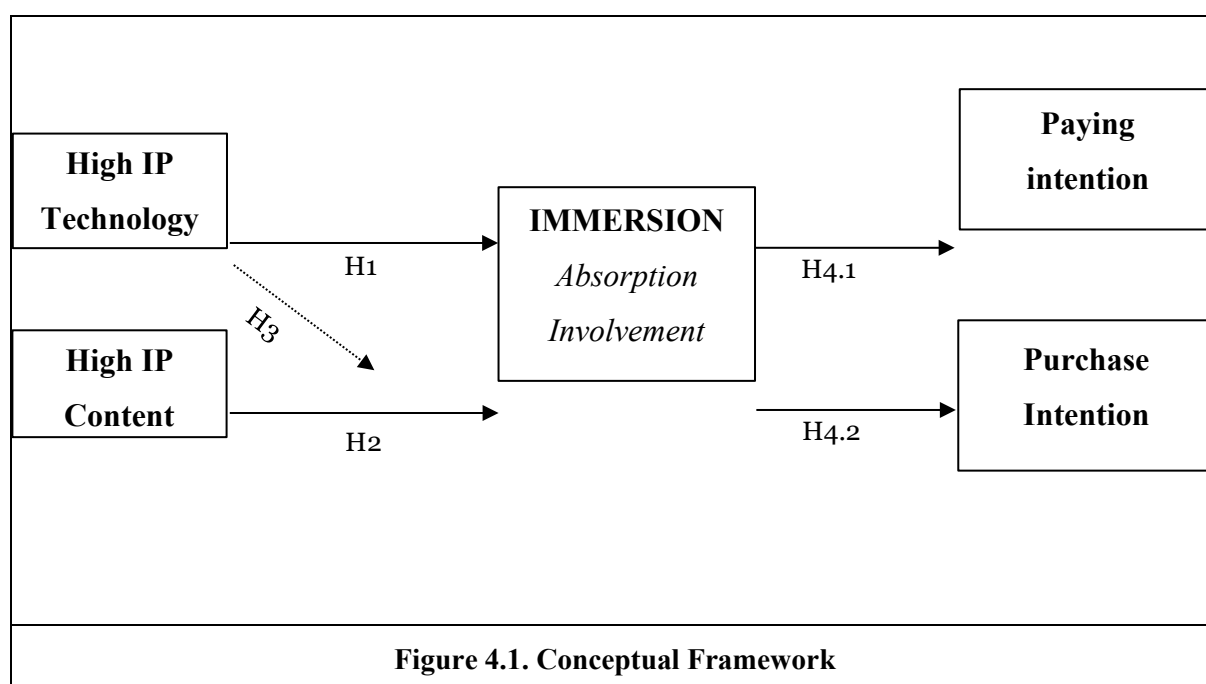 High IP
Technology
High IP
Content
H1
H3
H2
IMMERSION
Absorption
Involvement
H4.1
H4.2
Paying
intention
Purchase
Intention
Figure 4.1. Conceptual Framework